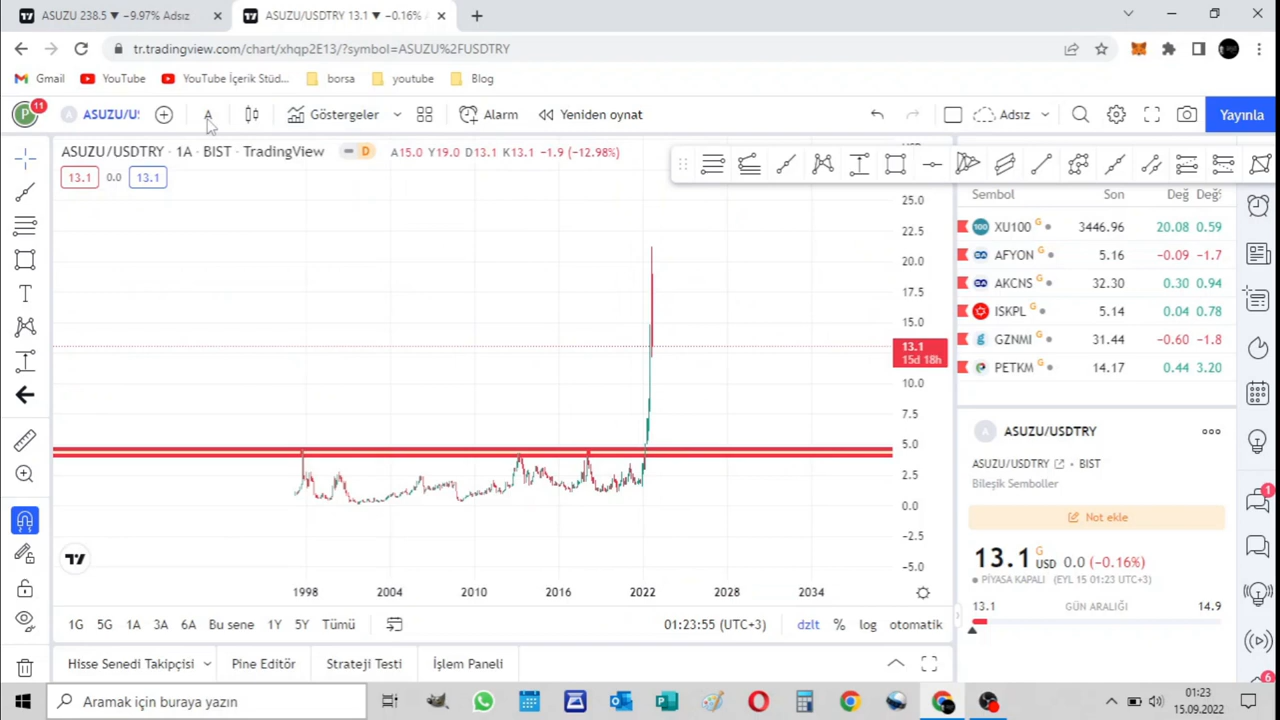 ASUZU 238.5 ▼ −9.97% Adsız
ASUZU/USDTRY 13.1 ▼ −0.16%
tr.tradingview.com/chart/xhqp2E13/?symbol=ASUZU%2FUSDTRY
Gmail YouTube YouTube İçerik Stüd... borsa youtube Blog
P 11 ASUZU/U A Göstergeler Alarm Yeniden oynat Adsız Yayınla
ASUZU/USDTRY · 1A · BIST · TradingView D A15.0 Y19.0 D13.1 K13.1 −1.9 (−12.98%)
13.1 0.0 13.1
Sembol Son Değ Değ
XU100 G 3446.96 20.08 0.59
AFYON G 5.16 −0.09 −1.7
AKCNS G 32.30 0.30 0.94
ISKPL G 5.14 0.04 0.78
GZNMI G 31.44 −0.60 −1.8
PETKM G 14.17 0.44 3.20
25.0
22.5
20.0
17.5
15.0
13.1
15d 18h
10.0
7.5
5.0
2.5
0.0
−2.5
−5.0
1998 2004 2010 2016 2022 2028 2034
ASUZU/USDTRY
ASUZU/USDTRY • BIST
Bileşik Semboller
Not ekle
13.1 G USD 0.0 (−0.16%)
PİYASA KAPALI (EYL 15 01:23 UTC+3)
13.1 GÜN ARALIĞI 14.9
1
6
1G 5G 1A 3A 6A Bu sene 1Y 5Y Tümü 01:23:55 (UTC+3) dzlt % log otomatik
Hisse Senedi Takipçisi Pine Editör Strateji Testi İşlem Paneli
Aramak için buraya yazın
01:23
15.09.2022